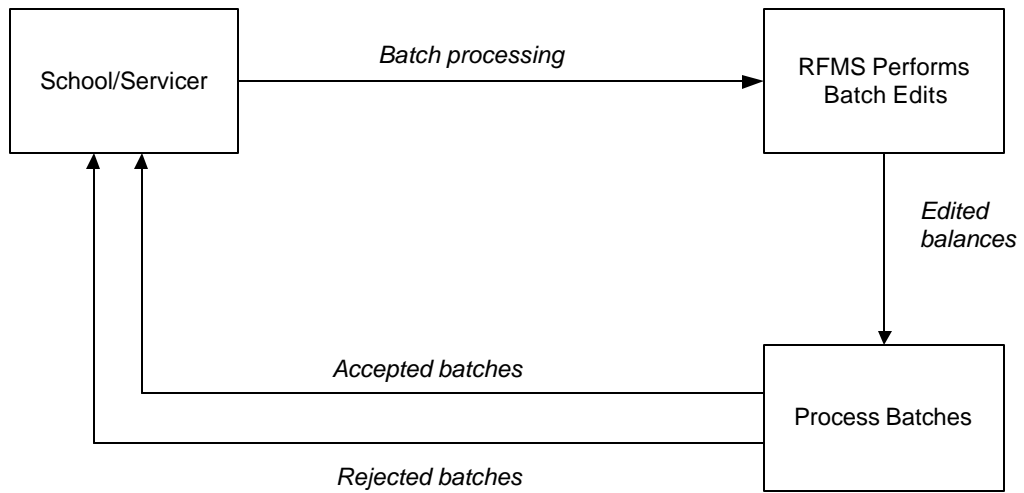 Batch processing
School/Servicer
RFMS Performs
Batch Edits
Edited
balances
Accepted batches
Process Batches
Rejected batches